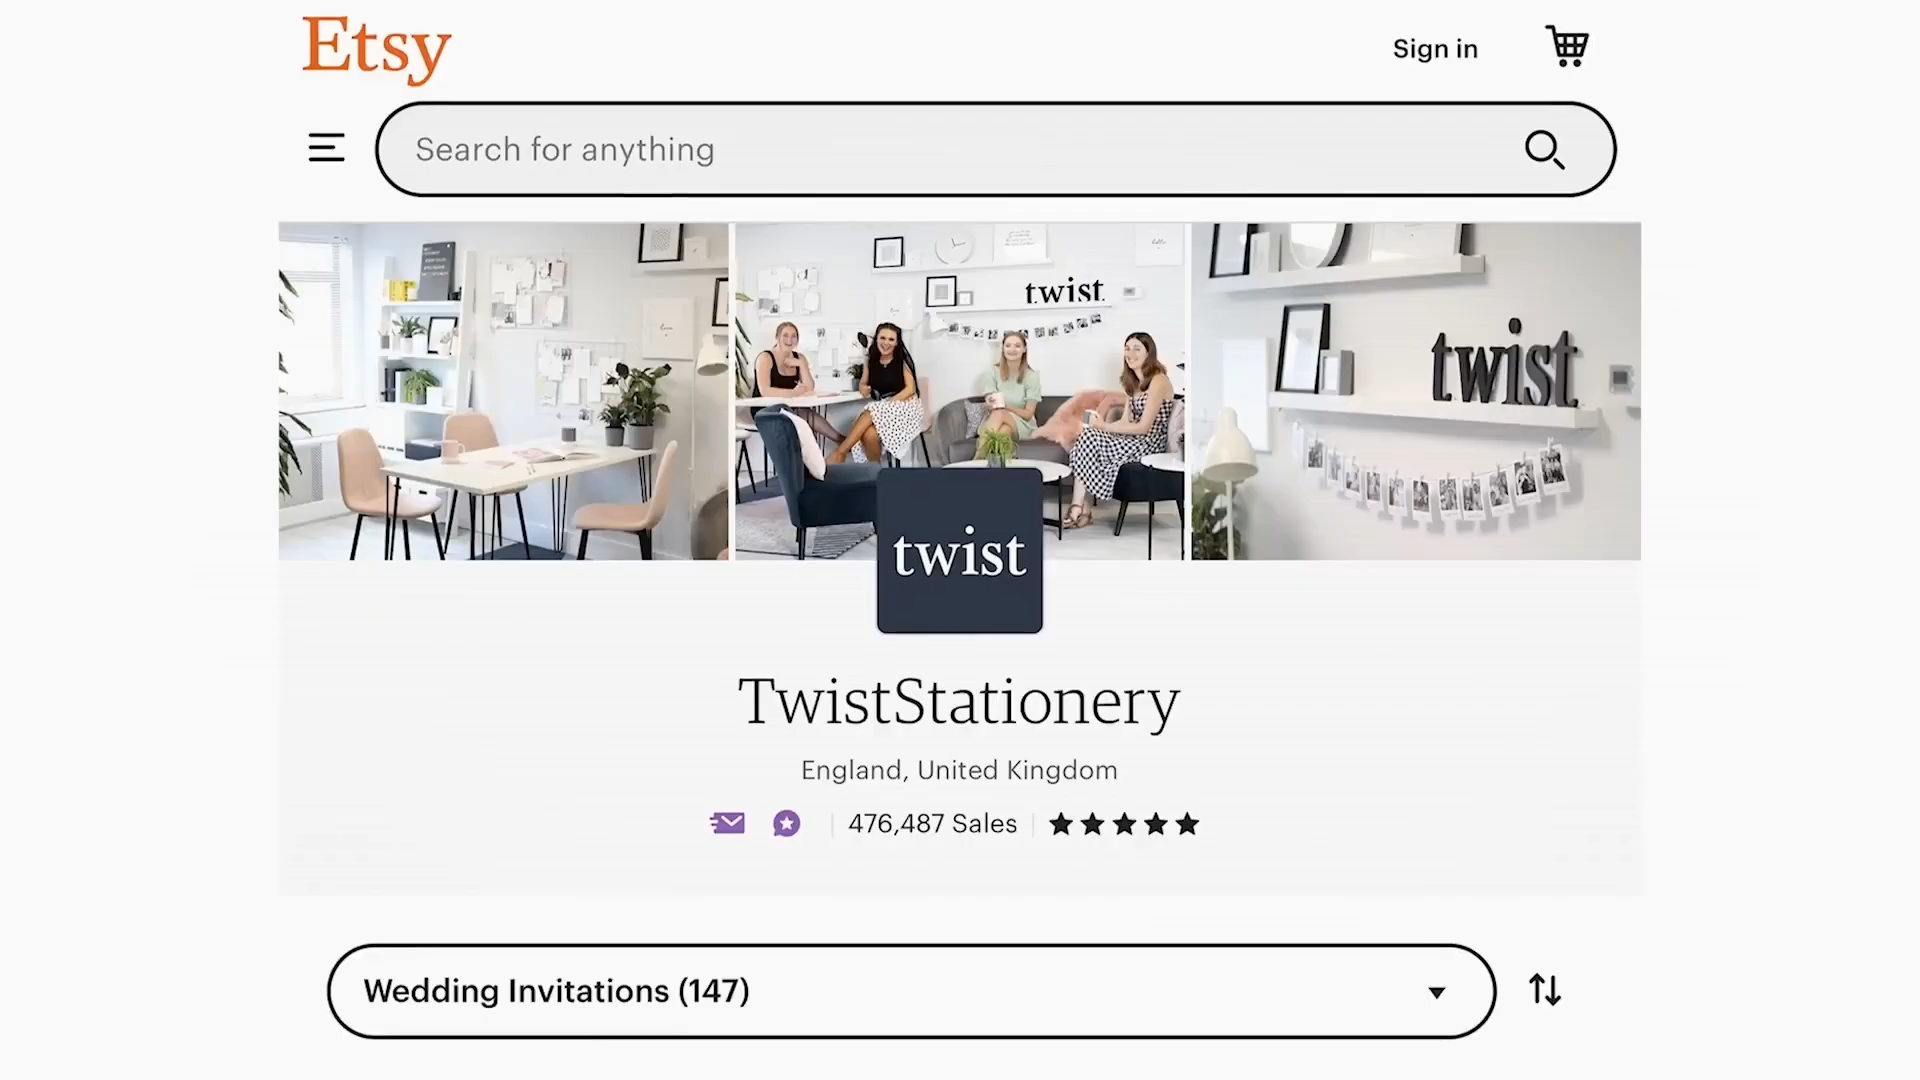 Etsy
Sign in
Search for anything
twist
twist
twist
TwistStationery
England, United Kingdom
476,487 Sales
Wedding Invitations (147)